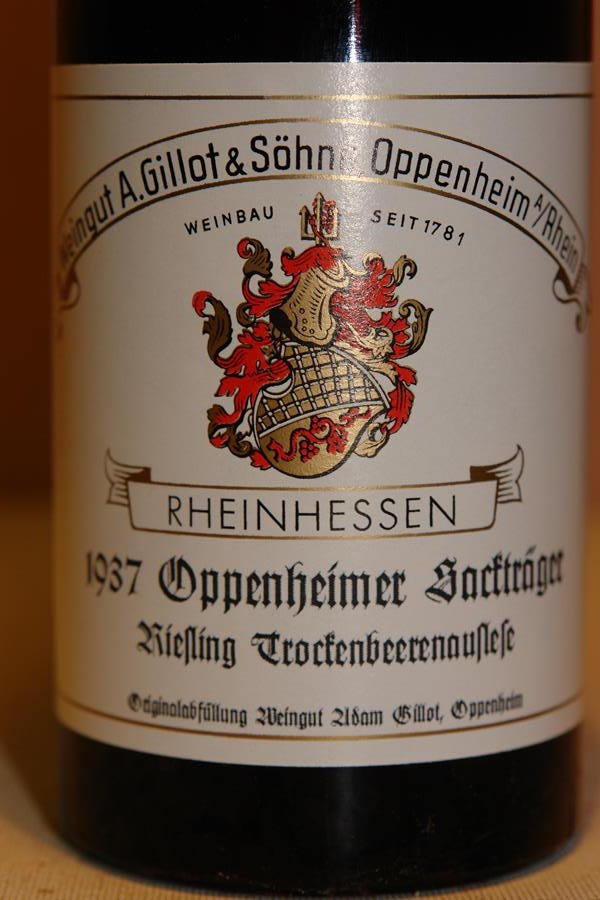 Weingut A. Gillot & Söhne Oppenheim A/Rhein
WEINBAU SEIT 1781
RHEINHESSEN
1937 Oppenheimer Sackträger
Riesling Trockenbeerenauslese
Originalabfüllung Weingut Adam Gillot, Oppenheim